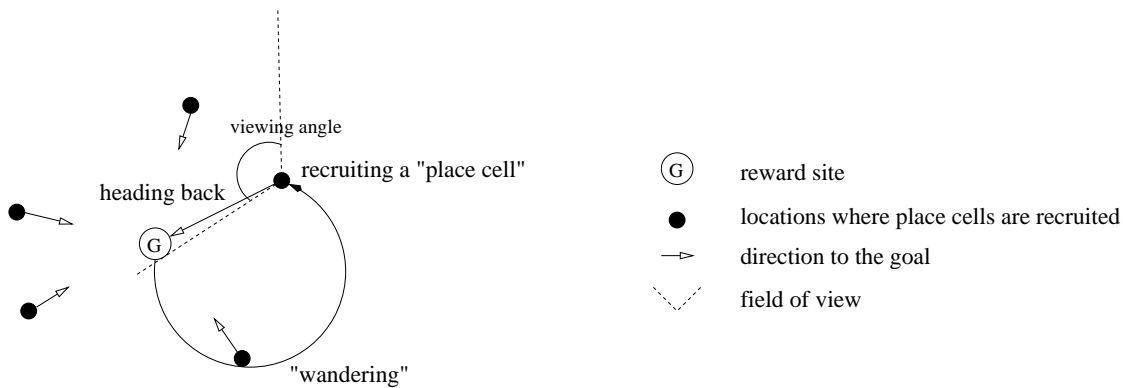 viewing angle
recruiting a "place cell"
heading back
G
"wandering"
G
reward site
locations where place cells are recruited
direction to the goal
field of view